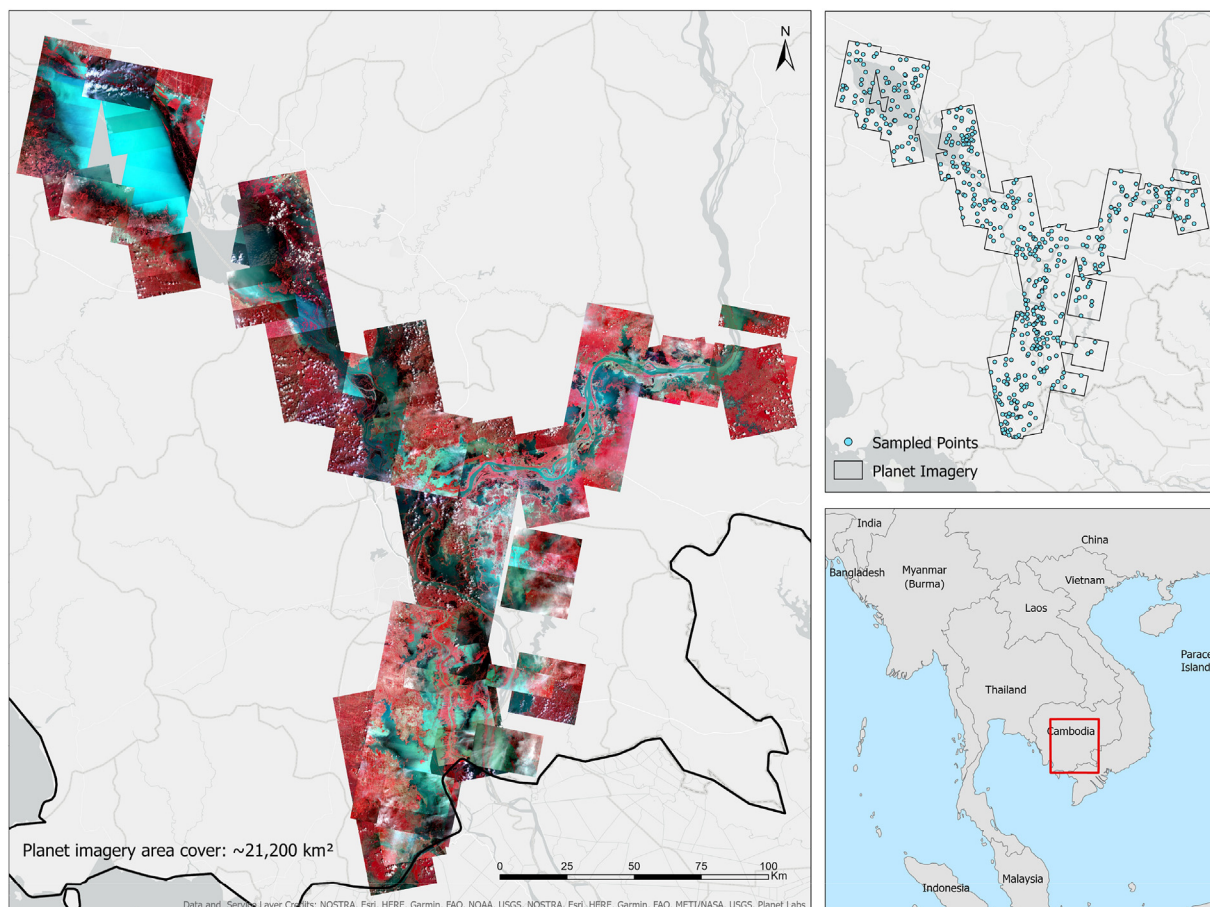 N
Planet imagery area cover: ~21,200 km²
0 25 50 75 100
Km
Data and Service Layer Credits: NOSTRA, Esri, HERE, Garmin, FAO, NOAA, USGS, NOSTRA, Esri, HERE, Garmin, FAO, METI/NASA, USGS, Planet Labs
Sampled Points
Planet Imagery
India
China
Bangladesh
Myanmar
(Burma)
Vietnam
Laos
Parace
Island
Thailand
Cambodia
Malaysia
Indonesia